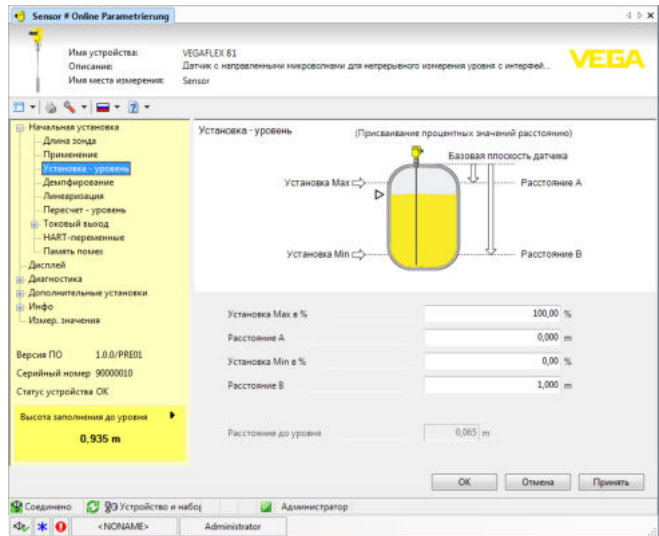 Sensor # Online Parametrierung
Имя устройства: VEGAFLEX 81
Описание: Датчик с направленными микроволнами для непрерывного измерения уровня с интерфей...
Имя места измерения: Sensor
VEGA
Начальная установка
Длина зонда
Применение
Установка - уровень
Демпфирование
Линеаризация
Пересчет - уровень
Токовый выход
HART-переменные
Память помех
Дисплей
Диагностика
Дополнительные установки
Инфо
Измер. значения
Версия ПО 1.0.0/PRE01
Серийный номер 90000010
Статус устройства OK
Высота заполнения до уровня
0,935 m
Установка - уровень (Присваивание процентных значений расстоянию)
Базовая плоскость датчика
Установка Max
Расстояние A
Установка Min
Расстояние B
Установка Max в % 100,00 %
Расстояние A 0,000 m
Установка Min в % 0,00 %
Расстояние B 1,000 m
Расстояние до уровня 0,065 m
OK Отмена Принять
Соединено Устройство и набо Администратор
<NONAME> Administrator